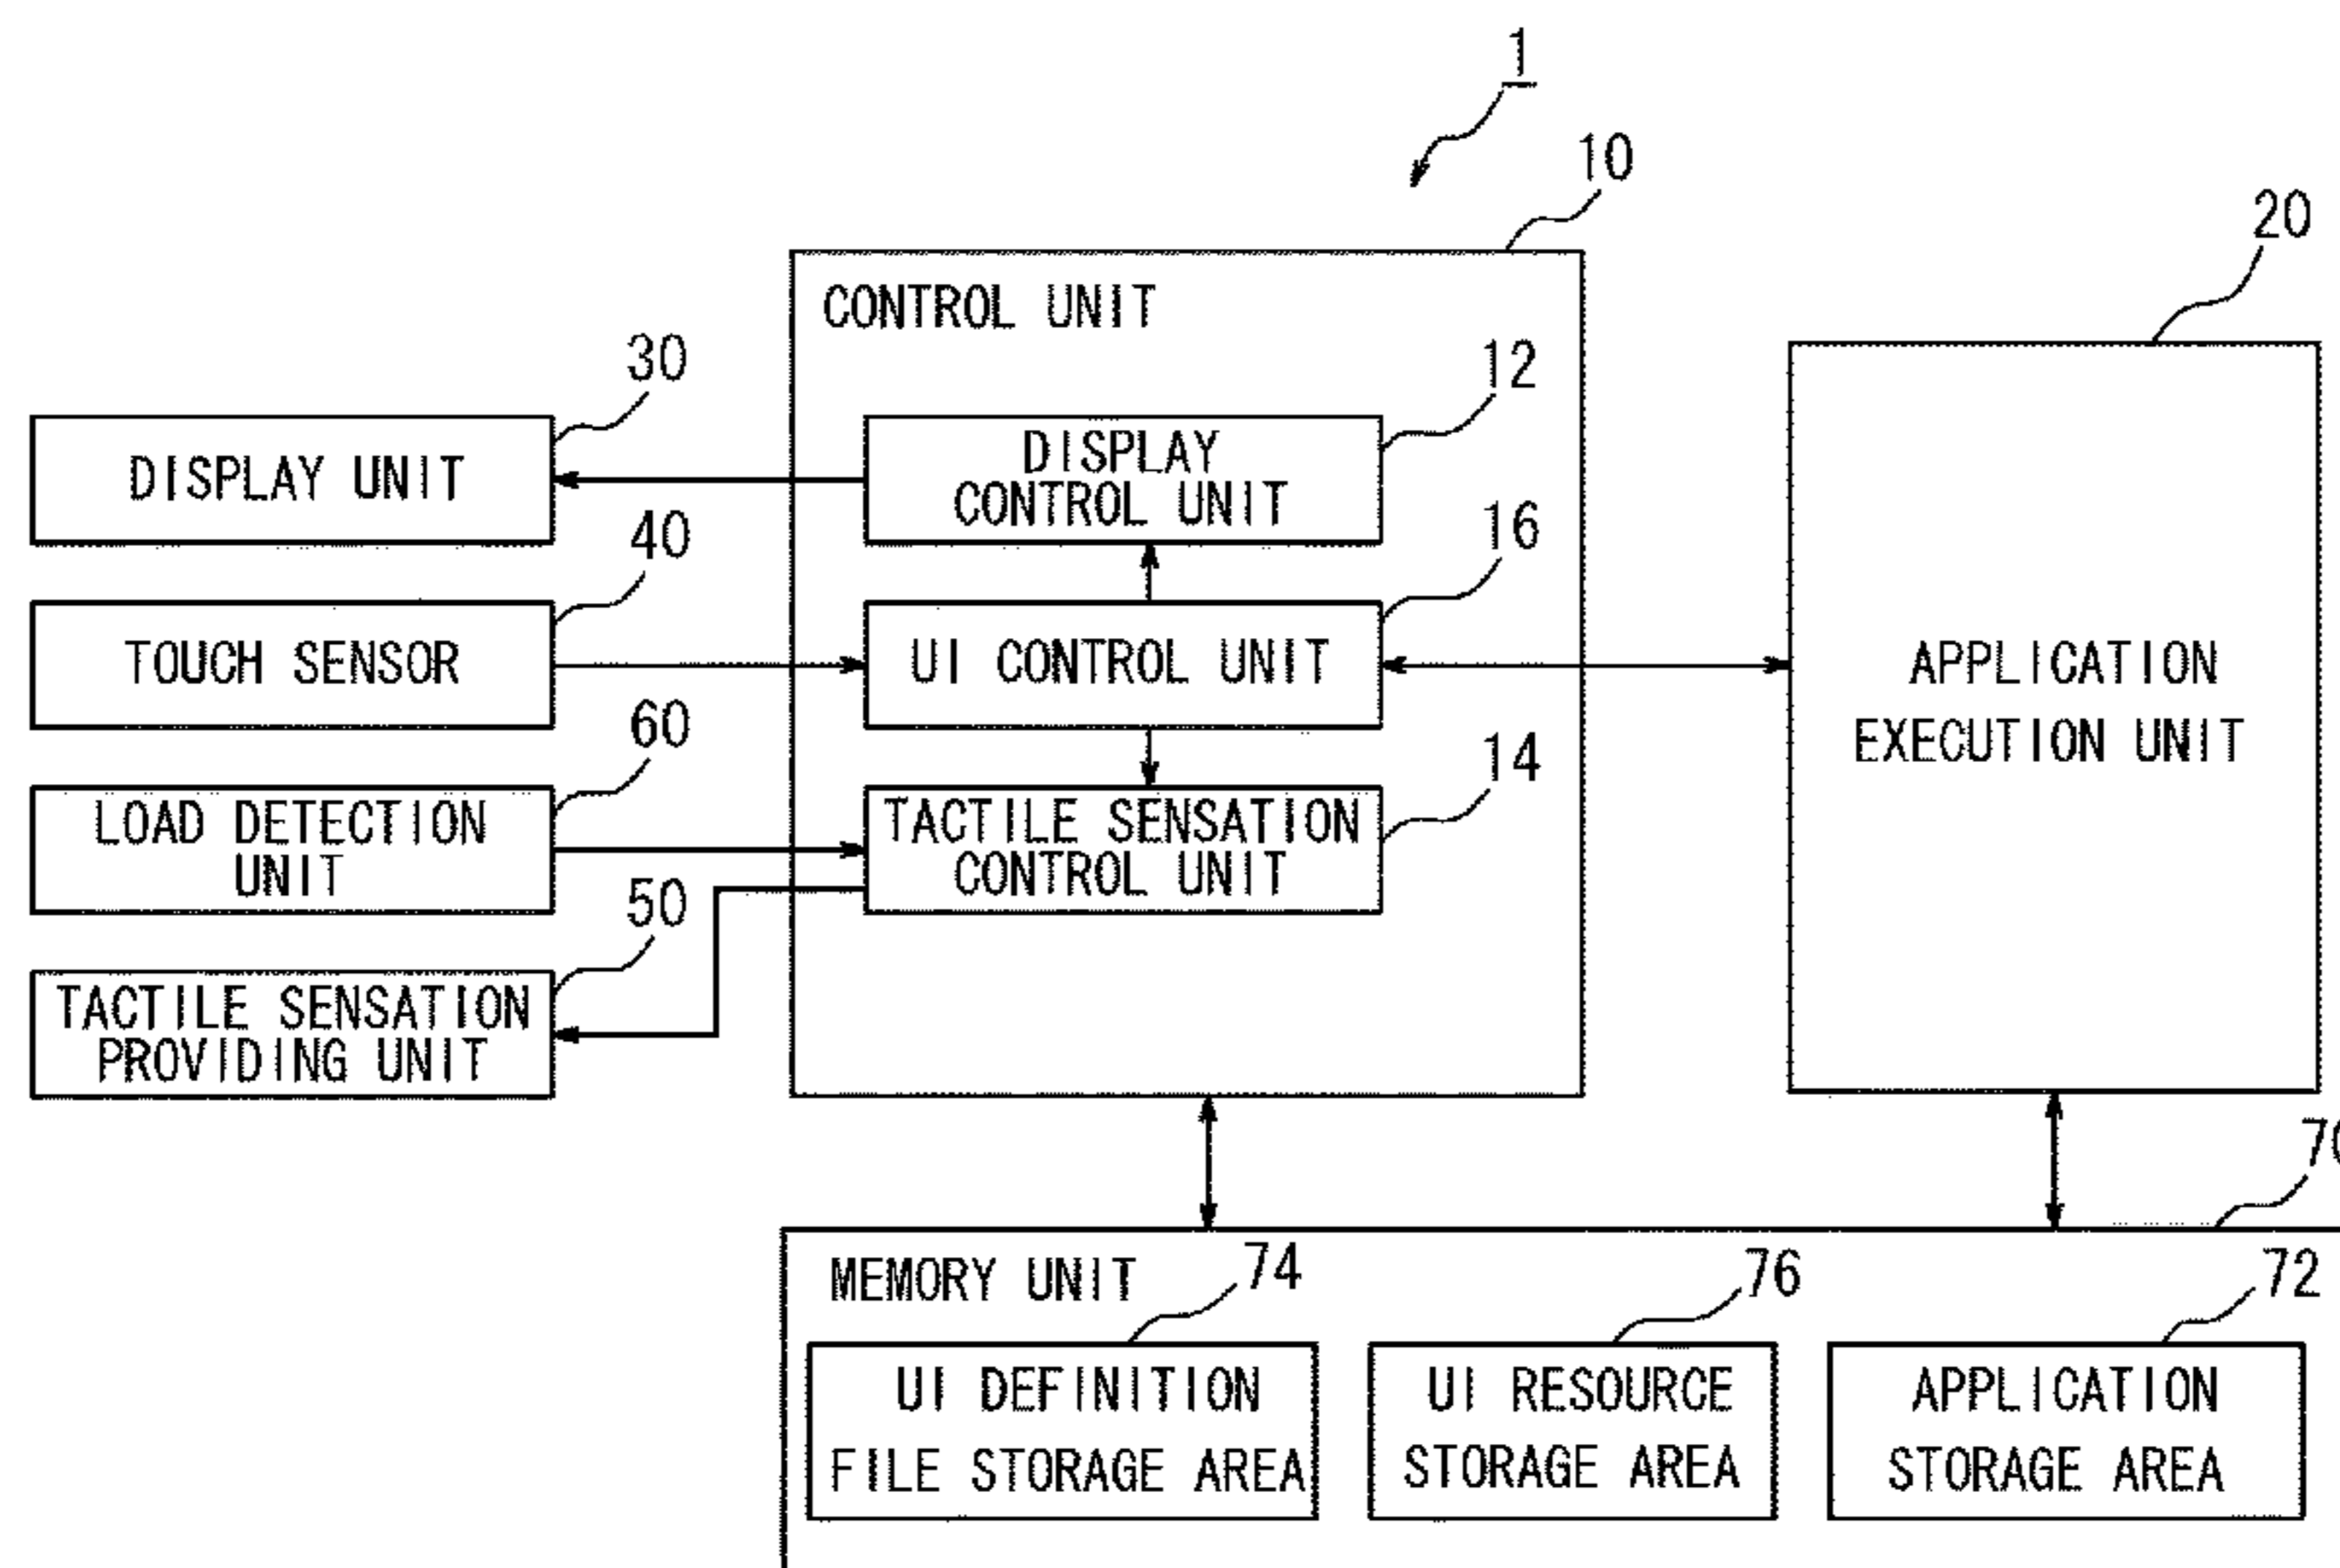 1
10
20
CONTROL UNIT
30
12
DISPLAY UNIT
DISPLAY
CONTROL UNIT
40
16
TOUCH SENSOR
UI CONTROL UNIT
APPLICATION
EXECUTION UNIT
60
14
LOAD DETECTION
UNIT
TACTILE SENSATION
CONTROL UNIT
50
TACTILE SENSATION
PROVIDING UNIT
70
MEMORY UNIT
74
76
72
UI DEFINITION
FILE STORAGE AREA
UI RESOURCE
STORAGE AREA
APPLICATION
STORAGE AREA